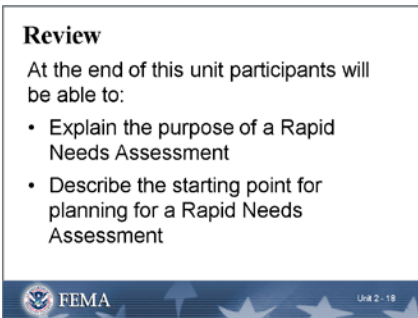 Review
At the end of this unit participants will
be able to:
• Explain the purpose of a Rapid
Needs Assessment
• Describe the starting point for
planning for a Rapid Needs
Assessment
FEMA
Unit 2 - 18